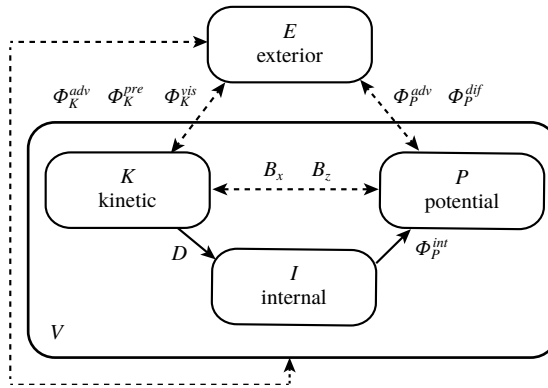 E
exterior
Φ_K^{adv} Φ_K^{pre} Φ_K^{vis}
Φ_P^{adv} Φ_P^{dif}
K
kinetic
B_x B_z
P
potential
D
Φ_P^{int}
I
internal
V